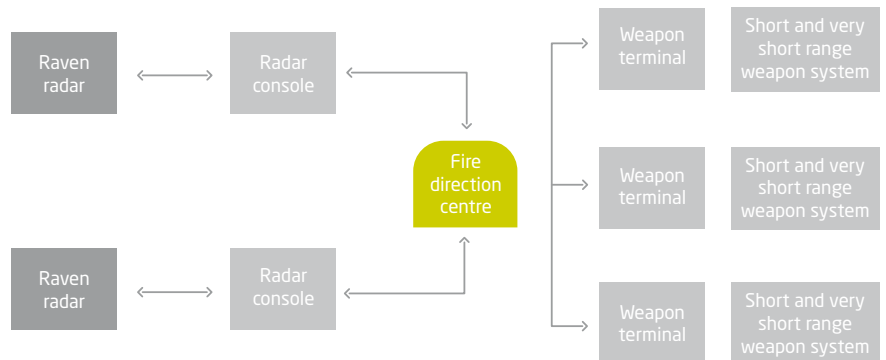 Raven
radar
Radar
console
Raven
radar
Radar
console
Fire
direction
centre
Weapon
terminal
Short and very
short range
weapon system
Weapon
terminal
Short and very
short range
weapon system
Weapon
terminal
Short and very
short range
weapon system